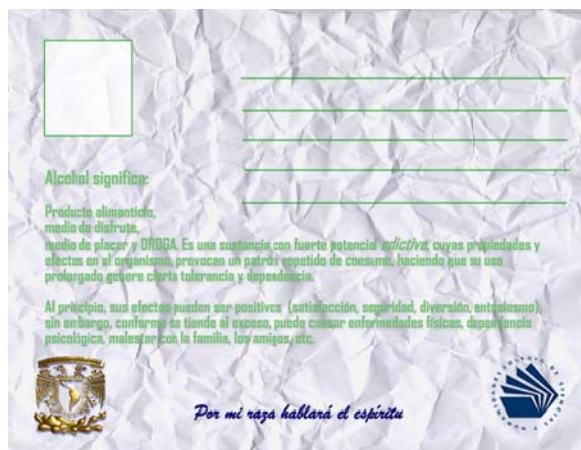 Alcohol significa:
Producto alimenticio,
medio de disfrute,
medio de placer y DROGA. Es una sustancia con fuerte potencial adictivo, cuyas propiedades y
efectos en el organismo, provocan un patrón repetido de consumo, haciendo que su uso
prolongado genere cierta tolerancia y dependencia.
Al principio, sus efectos pueden ser positivos (satisfacción, seguridad, diversión, entusiasmo),
sin embargo, conforme se tiende al exceso, puede causar enfermedades físicas, dependencia
psicológica, malestar con la familia, los amigos, etc.
Por mi raza hablará el espíritu